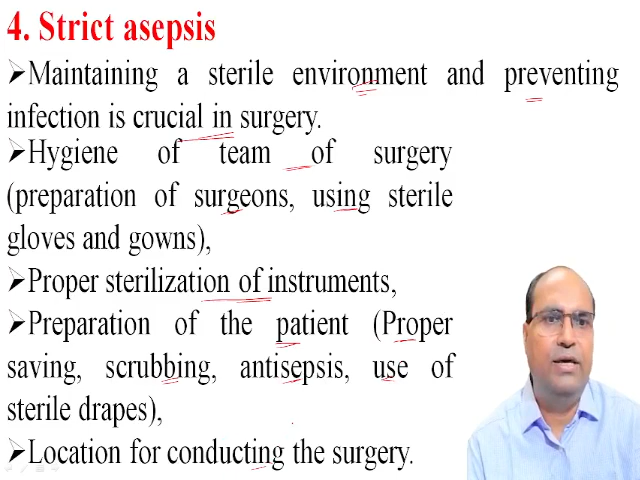 4. Strict asepsis
➢Maintaining a sterile environment and preventing
infection is crucial in surgery.
➢Hygiene of team of surgery
(preparation of surgeons, using sterile
gloves and gowns),
➢Proper sterilization of instruments,
➢Preparation of the patient (Proper
saving, scrubbing, antisepsis, use of
sterile drapes),
➢Location for conducting the surgery.